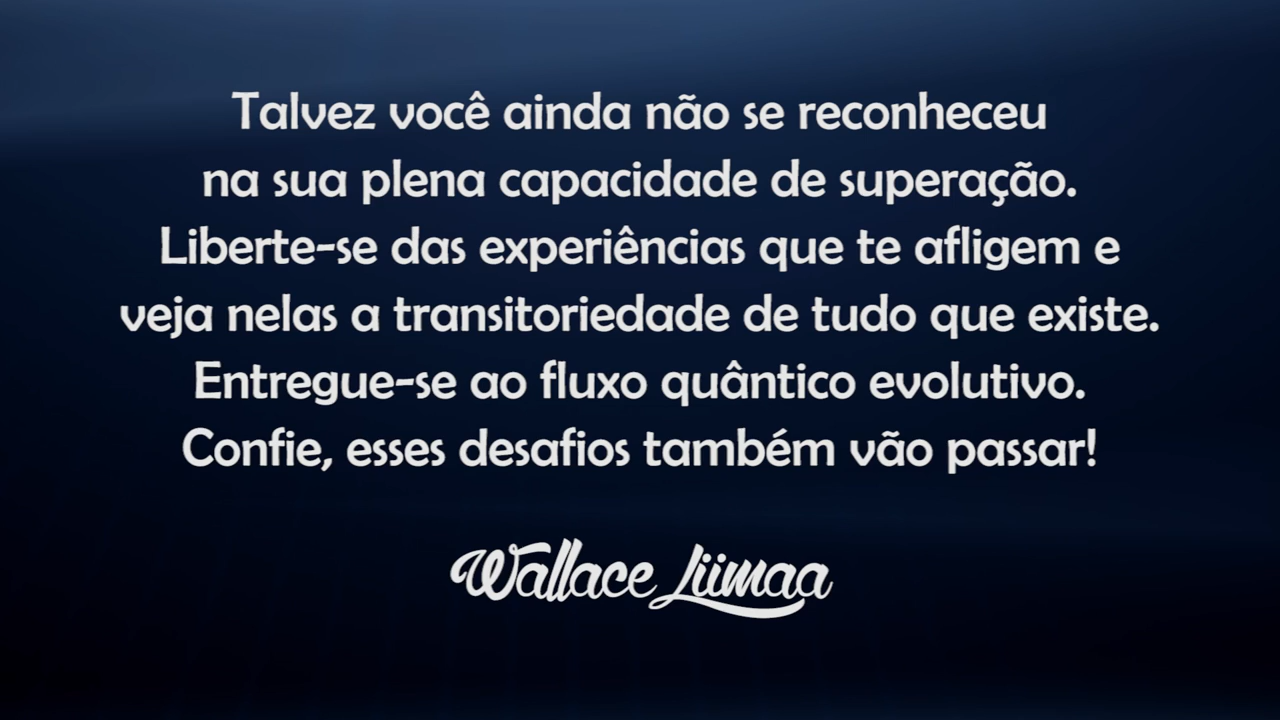 Talvez você ainda não se reconheceu
na sua plena capacidade de superação.
Liberte-se das experiências que te afligem e
veja nelas a transitoriedade de tudo que existe.
Entregue-se ao fluxo quântico evolutivo.
Confie, esses desafios também vão passar!
Wallace Liimaa